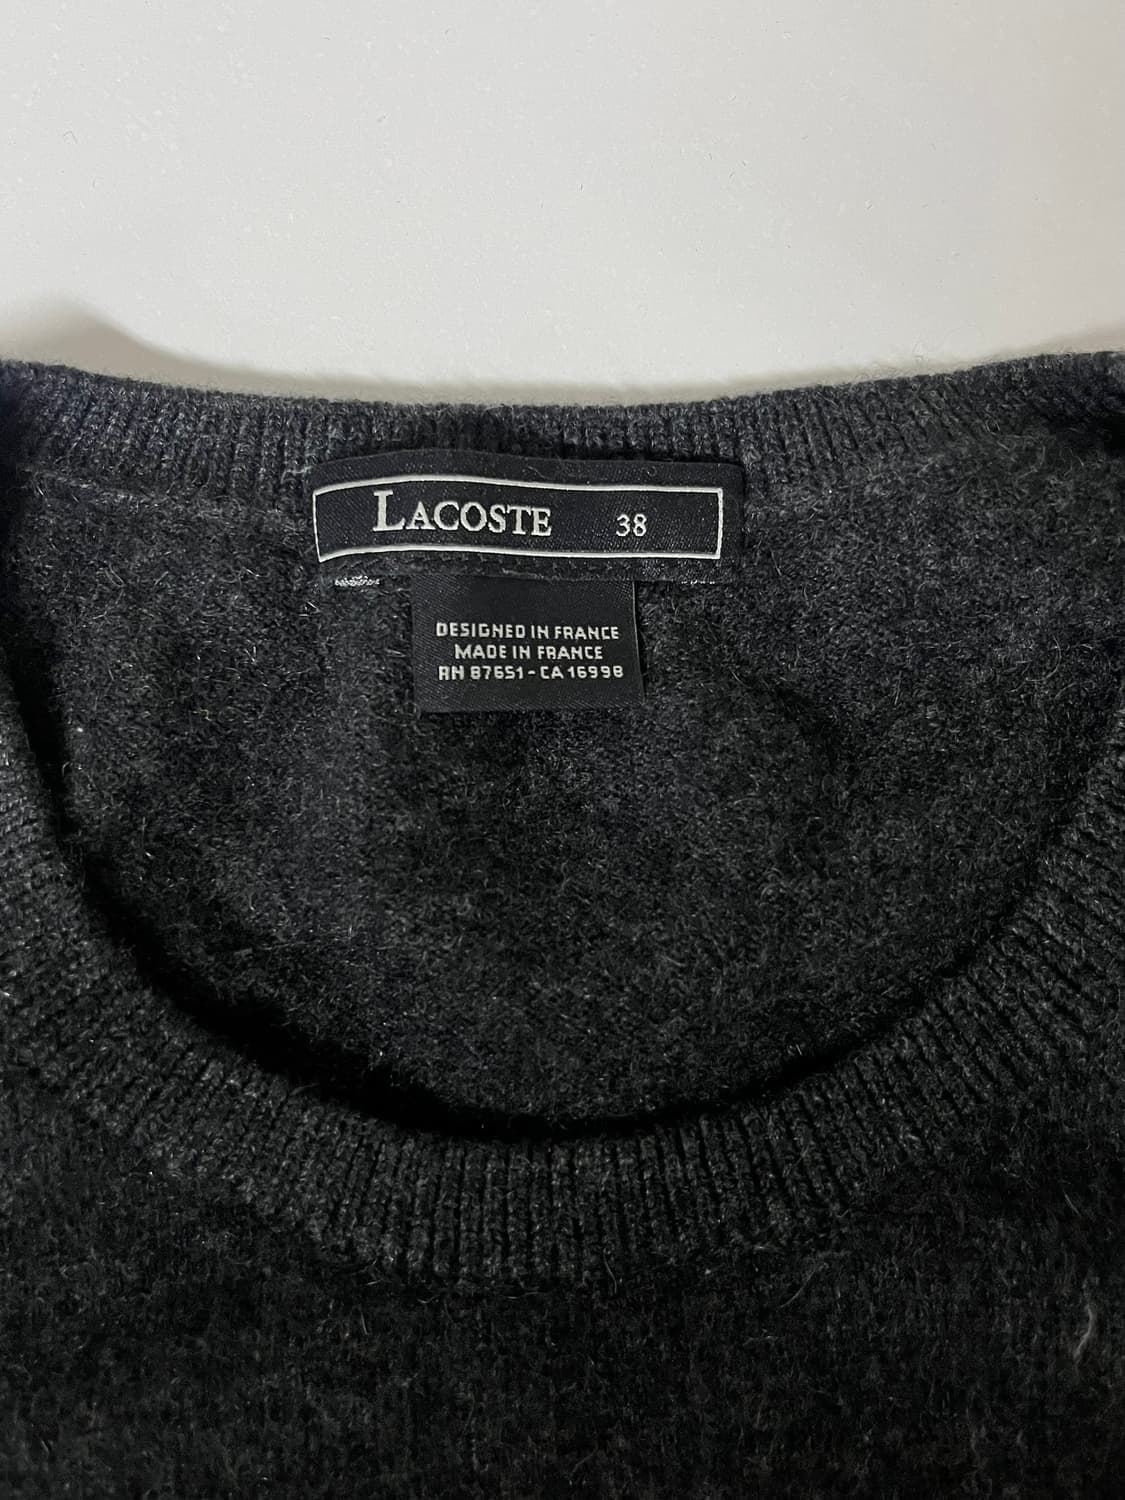 LACOSTE 38
DESIGNED IN FRANCE
MADE IN FRANCE
RN 87651 - CA 16998